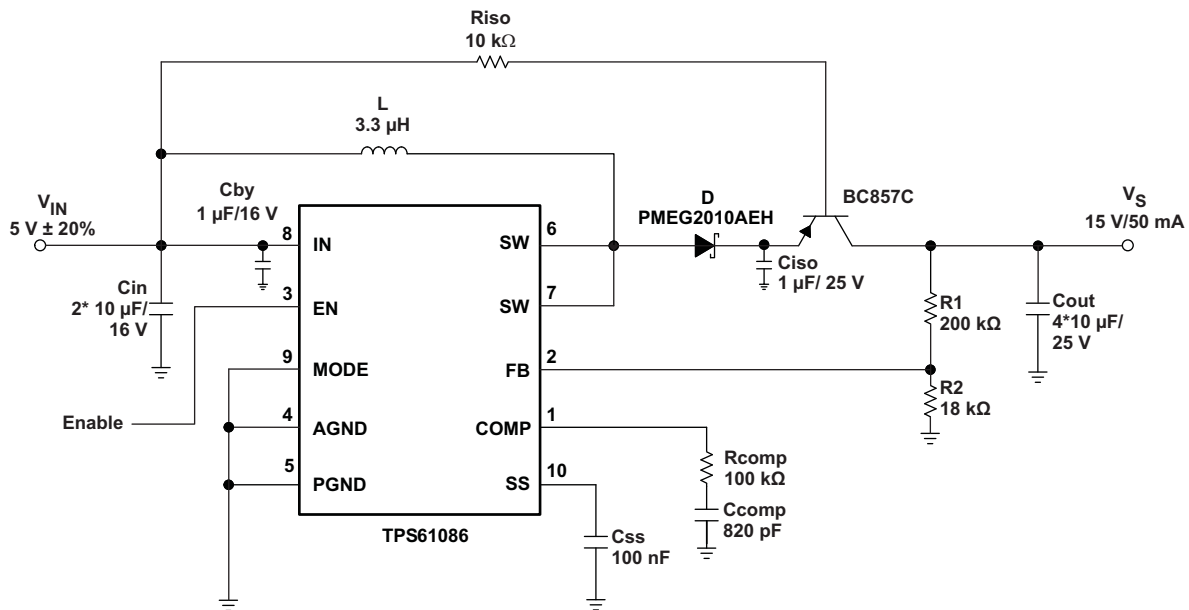 Riso
10 kΩ
L
3.3 µH
Cby
1 µF/16 V
VIN
5 V ± 20%
D
PMEG2010AEH
BC857C
VS
15 V/50 mA
8
IN
SW
6
Cin
2* 10 µF/
16 V
3
EN
SW
7
Ciso
1 µF/ 25 V
R1
200 kΩ
Cout
4*10 µF/
25 V
9
MODE
FB
2
R2
18 kΩ
Enable
4
AGND
COMP
1
Rcomp
100 kΩ
5
PGND
SS
10
Ccomp
820 pF
TPS61086
Css
100 nF